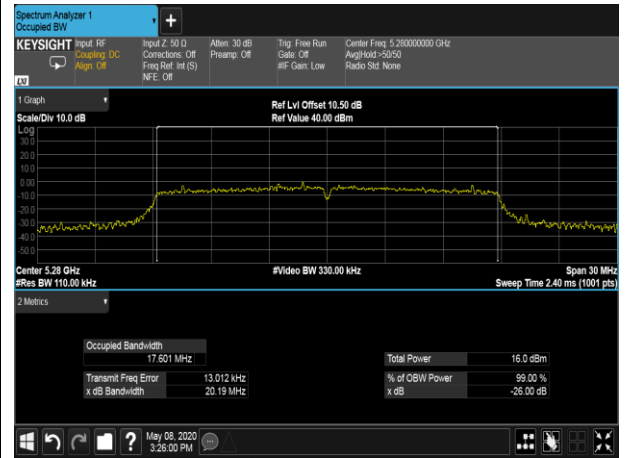 Spectrum Analyzer 1
Occupied BW
+
KEYSIGHT
Input: RF
Coupling: DC
Align: Off
Input Z: 50 Ω
Corrections: Off
Freq Ref: Int (S)
NFE: Off
Atten: 30 dB
Preamp: Off
Trig: Free Run
Gate: Off
#IF Gain: Low
Center Freq: 5.280000000 GHz
Avg|Hold:>50/50
Radio Std: None
LXI
1 Graph
Scale/Div 10.0 dB
Ref Lvl Offset 10.50 dB
Ref Value 40.00 dBm
Log
30.0
20.0
10.0
0.00
-10.0
-20.0
-30.0
-40.0
-50.0
Center 5.28 GHz
#Video BW 330.00 kHz
Span 30 MHz
#Res BW 110.00 kHz
Sweep Time 2.40 ms (1001 pts)
2 Metrics
Occupied Bandwidth
17.601 MHz
Total Power 16.0 dBm
Transmit Freq Error 13.012 kHz
% of OBW Power 99.00 %
x dB Bandwidth 20.19 MHz
x dB -26.00 dB
?
May 08, 2020
3:26:00 PM